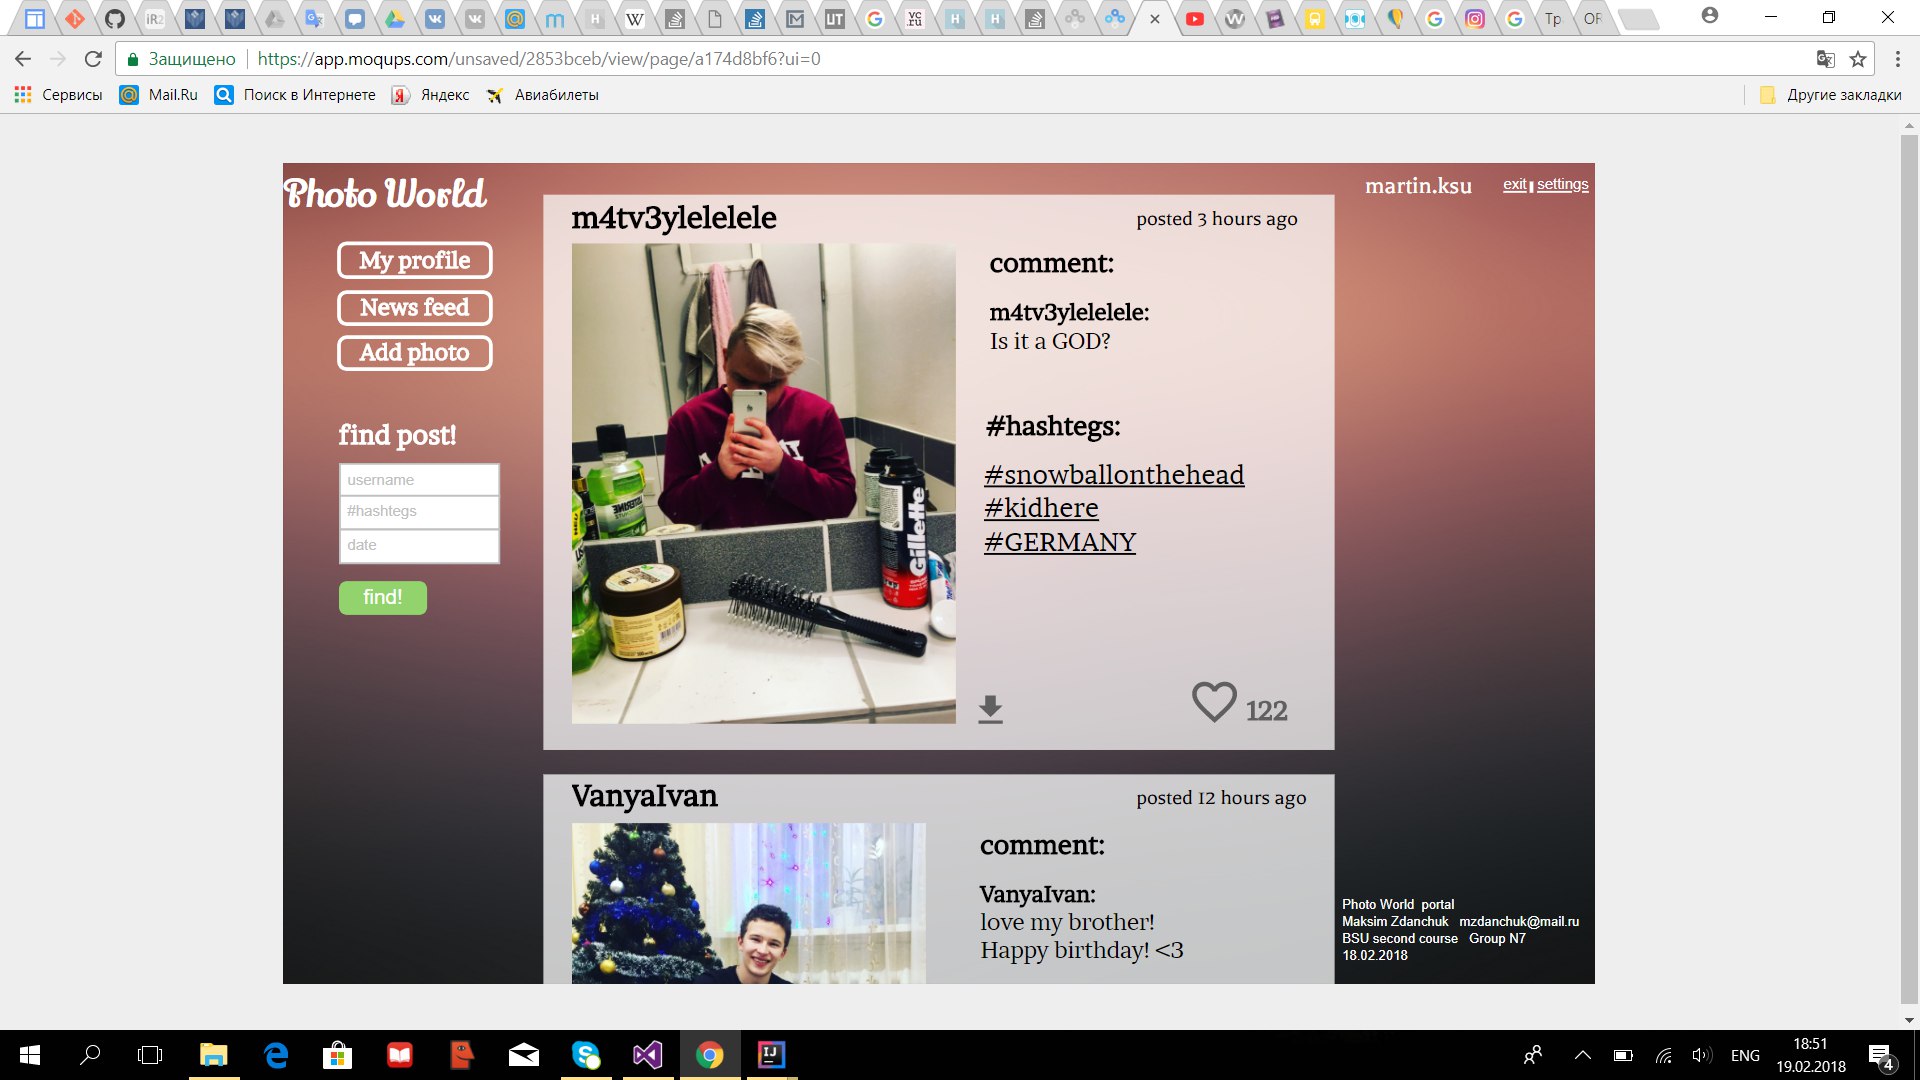 Защищено
https://app.moqups.com/unsaved/2853bceb/view/page/a174d8bf6?ui=0
Сервисы
Mail.Ru
Поиск в Интернете
Яндекс
Авиабилеты
Другие закладки
Photo World
martin.ksu
exit
settings
My profile
News feed
Add photo
find post!
username
#hashtegs
date
find!
m4tv3ylelelele
posted 3 hours ago
comment:
m4tv3ylelelele:
Is it a GOD?
#hashtegs:
#snowballonthehead
#kidhere
#GERMANY
Gillette
122
VanyaIvan
posted 12 hours ago
comment:
VanyaIvan:
love my brother!
Happy birthday! <3
Photo World portal
Maksim Zdanchuk mzdanchuk@mail.ru
BSU second course Group N7
18.02.2018
ENG
18:51
19.02.2018
4